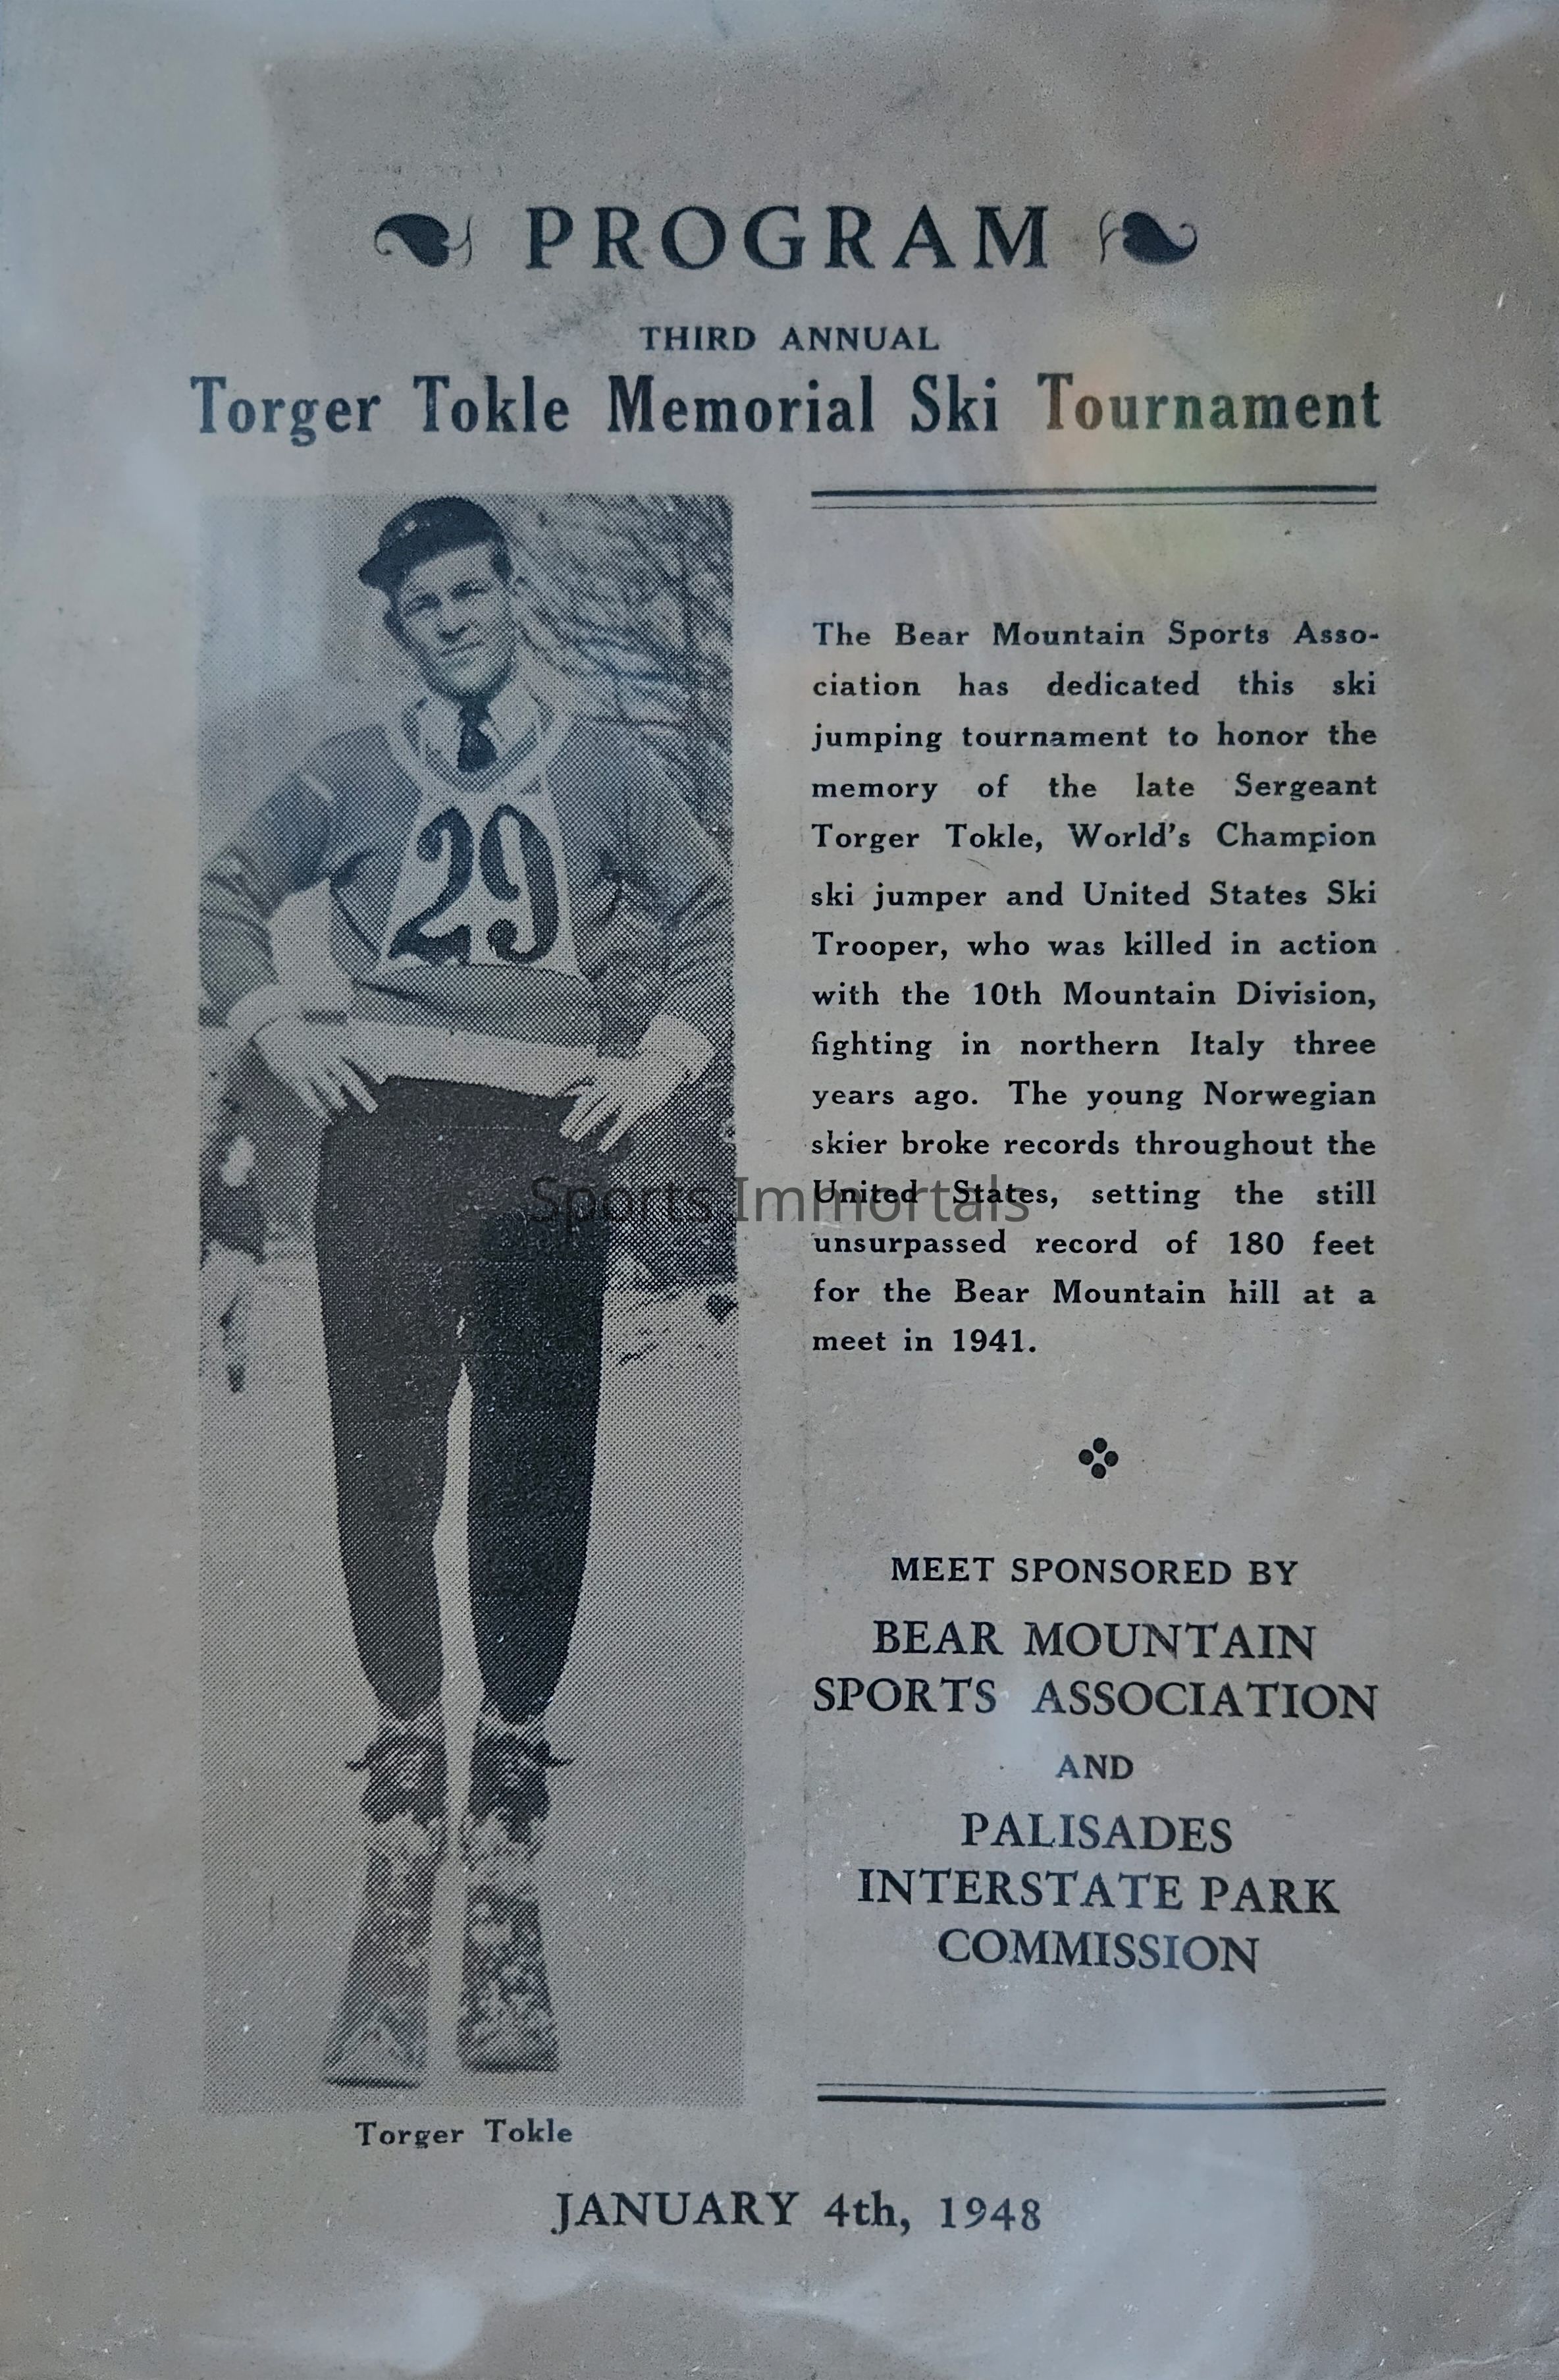 PROGRAM
THIRD ANNUAL
Torger Tokle Memorial Ski Tournament
29
The Bear Mountain Sports Asso-
ciation has dedicated this ski
jumping tournament to honor the
memory of the late Sergeant
Torger Tokle, World's Champion
ski jumper and United States Ski
Trooper, who was killed in action
with the 10th Mountain Division,
fighting in northern Italy three
years ago. The young Norwegian
skier broke records throughout the
United States, setting the still
unsurpassed record of 180 feet
for the Bear Mountain hill at a
meet in 1941.
Sports Immortals
MEET SPONSORED BY
BEAR MOUNTAIN
SPORTS ASSOCIATION
AND
PALISADES
INTERSTATE PARK
COMMISSION
Torger Tokle
JANUARY 4th, 1948